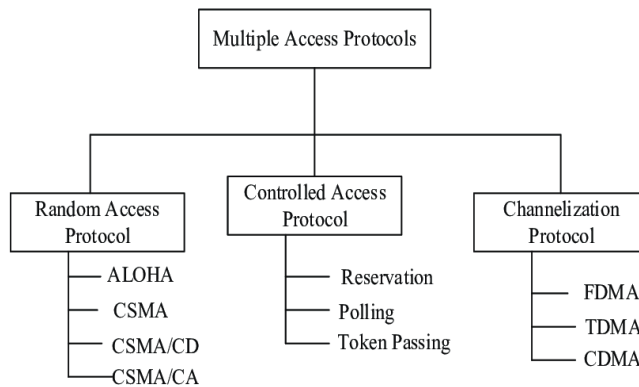 Multiple Access Protocols
Random Access
Protocol
ALOHA
CSMA
CSMA/CD
CSMA/CA
Controlled Access
Protocol
Reservation
Polling
Token Passing
Channelization
Protocol
FDMA
TDMA
CDMA